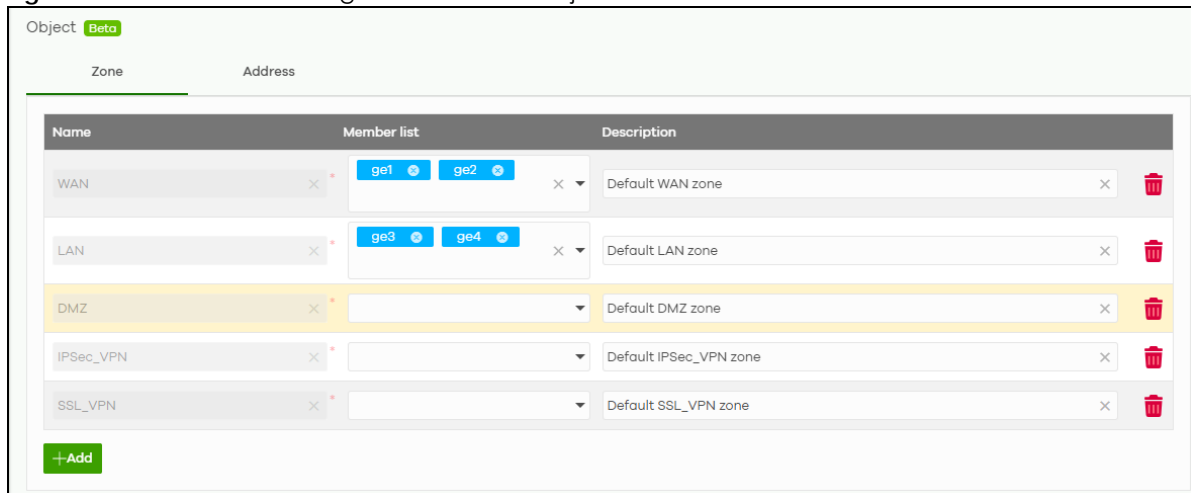 Object Beta
Zone Address
Name Member list Description
WAN * ge1 ge2 Default WAN zone
LAN * ge3 ge4 Default LAN zone
DMZ * Default DMZ zone
IPSec_VPN * Default IPSec_VPN zone
SSL_VPN * Default SSL_VPN zone
+Add